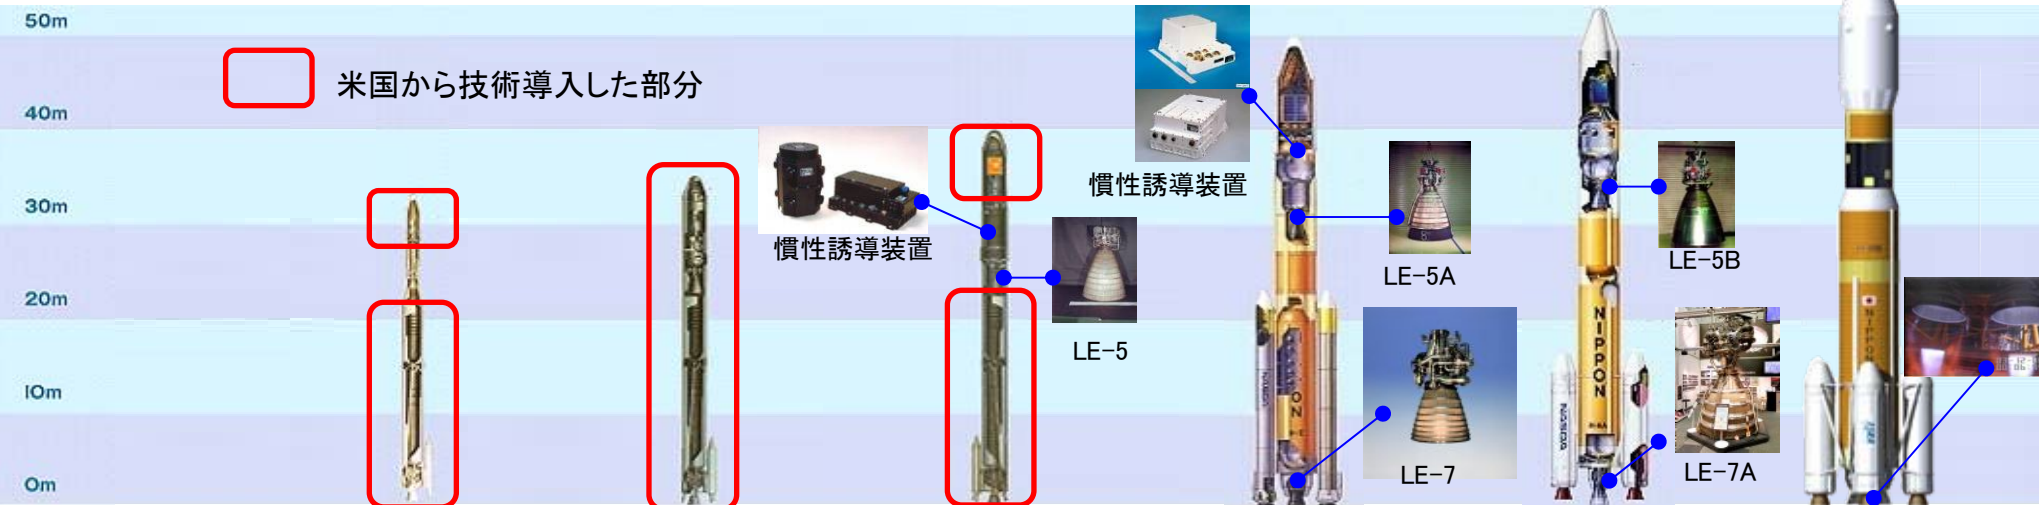 50m
40m
30m
20m
10m
0m
米国から技術導入した部分
慣性誘導装置
LE-5
慣性誘導装置
LE-5A
LE-7
LE-5B
LE-7A
NIPPON
NASDA
NIPPON